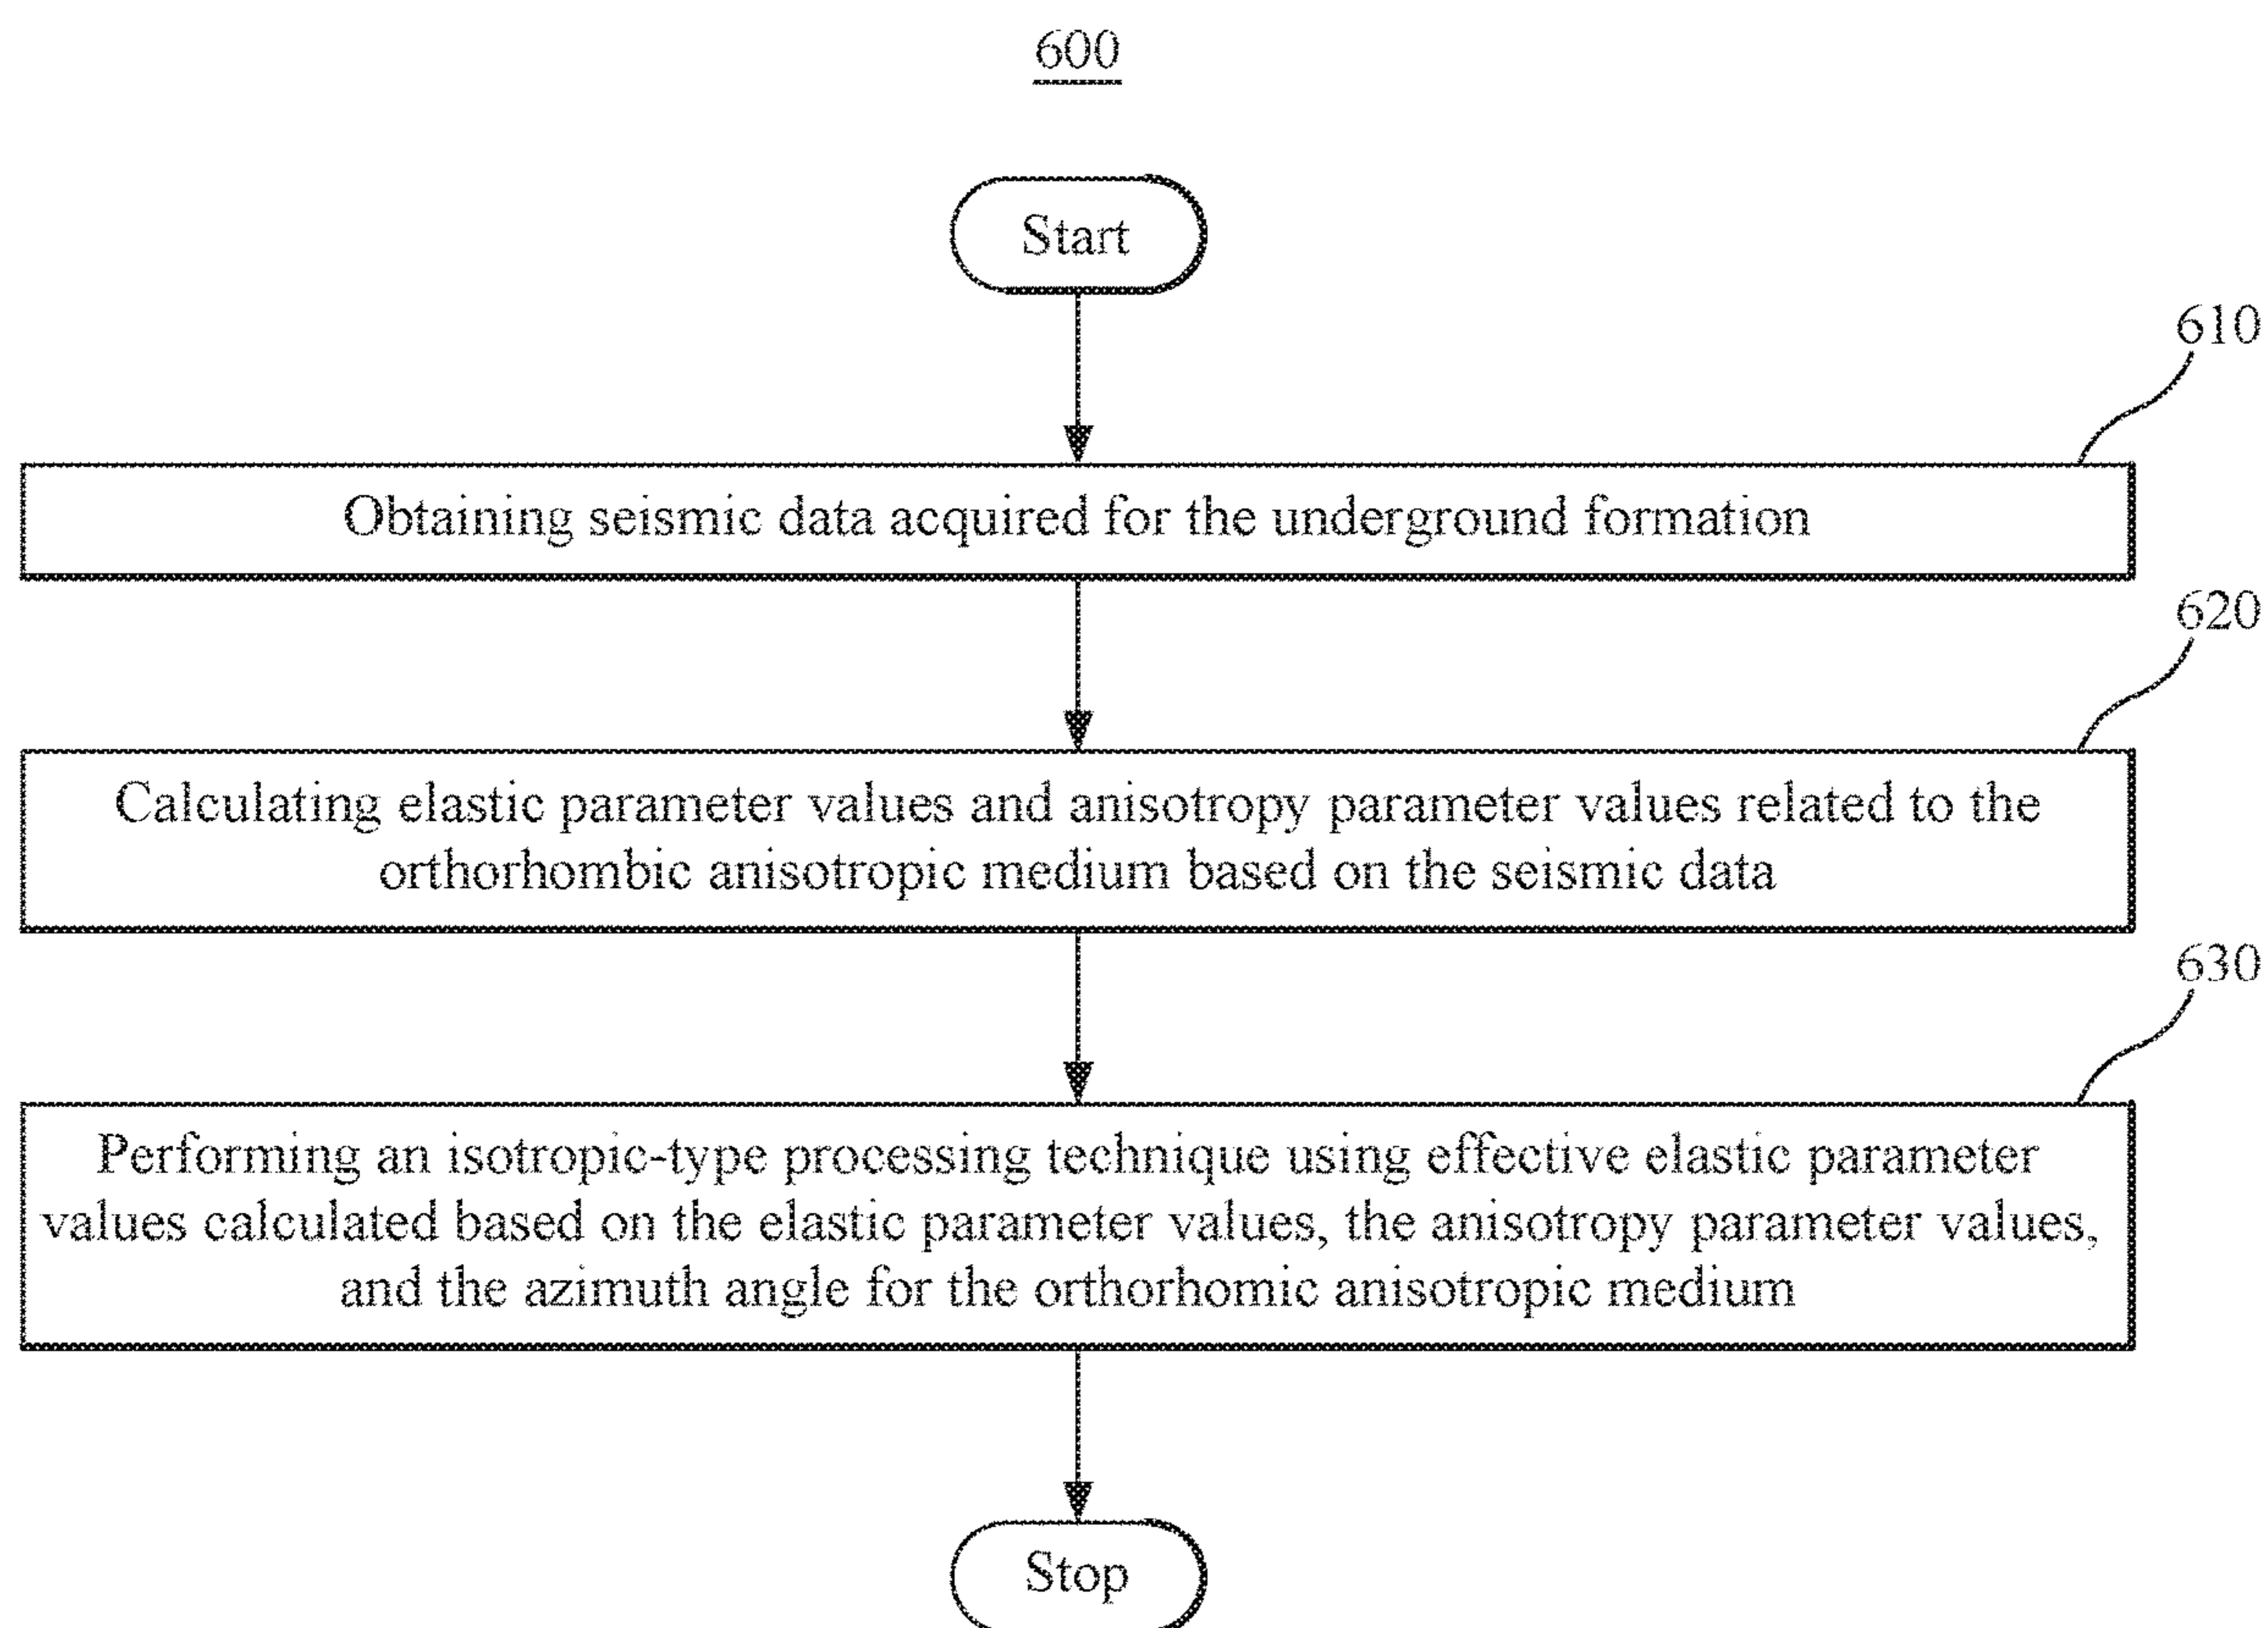 600
Start
610
Obtaining seismic data acquired for the underground formation
620
Calculating elastic parameter values and anisotropy parameter values related to the
orthorhombic anisotropic medium based on the seismic data
630
Performing an isotropic-type processing technique using effective elastic parameter
values calculated based on the elastic parameter values, the anisotropy parameter values,
and the azimuth angle for the orthorhomic anisotropic medium
Stop